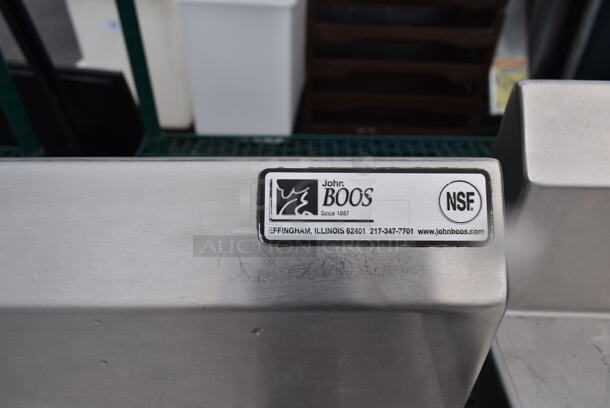 John
BOOS
Since 1887
NSF
EFFINGHAM, ILLINOIS 62401 217-347-7701 www.johnboos.com
AUCTION GROUP